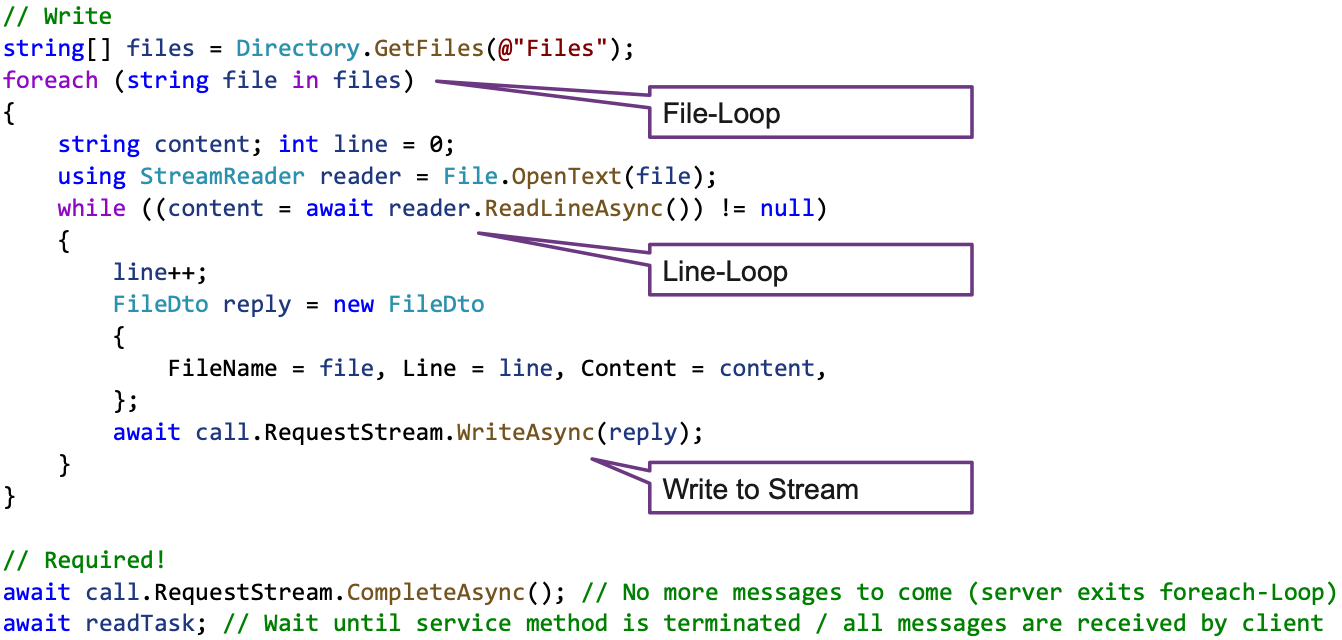 // Write
string[] files = Directory.GetFiles(@"Files");
foreach (string file in files)
File-Loop
{
    string content; int line = 0;
    using StreamReader reader = File.OpenText(file);
    while ((content = await reader.ReadLineAsync()) != null)
    {
Line-Loop
        line++;
        FileDto reply = new FileDto
        {
            FileName = file, Line = line, Content = content,
        };
        await call.RequestStream.WriteAsync(reply);
    }
Write to Stream
}
// Required!
await call.RequestStream.CompleteAsync(); // No more messages to come (server exits foreach-Loop)
await readTask; // Wait until service method is terminated / all messages are received by client